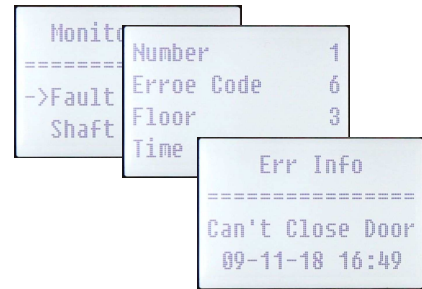 Monito
========
->Fault
Shaft
Number 1
Erroe Code 6
Floor 3
Time
Err Info
================
Can't Close Door
09-11-18 16:49